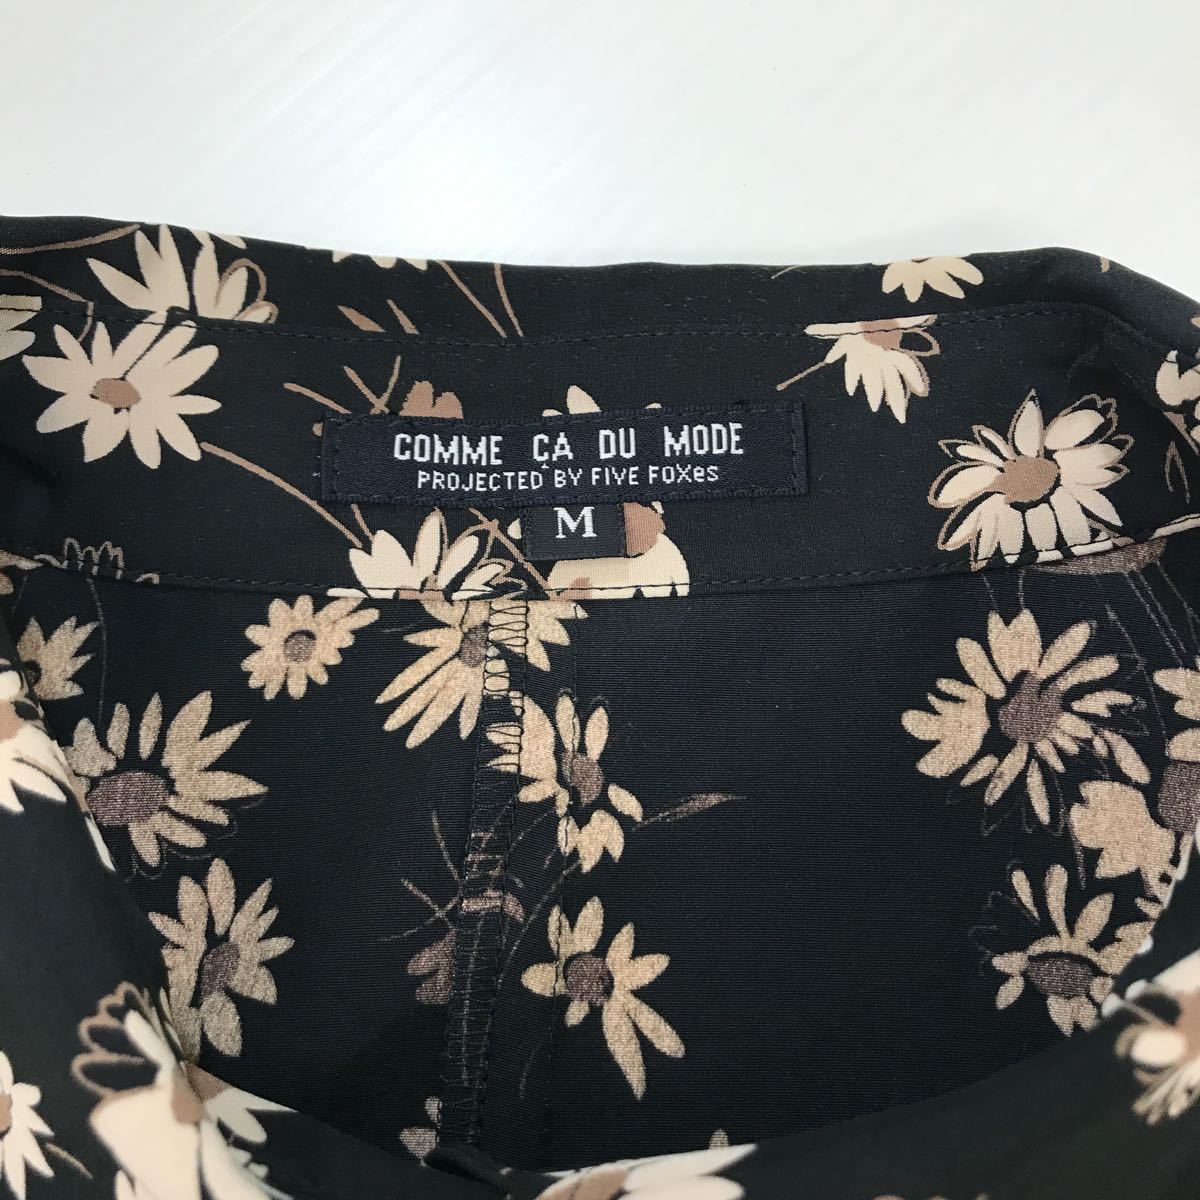 COMME ÇA DU MODE
PROJECTED BY FIVE FOXes
M